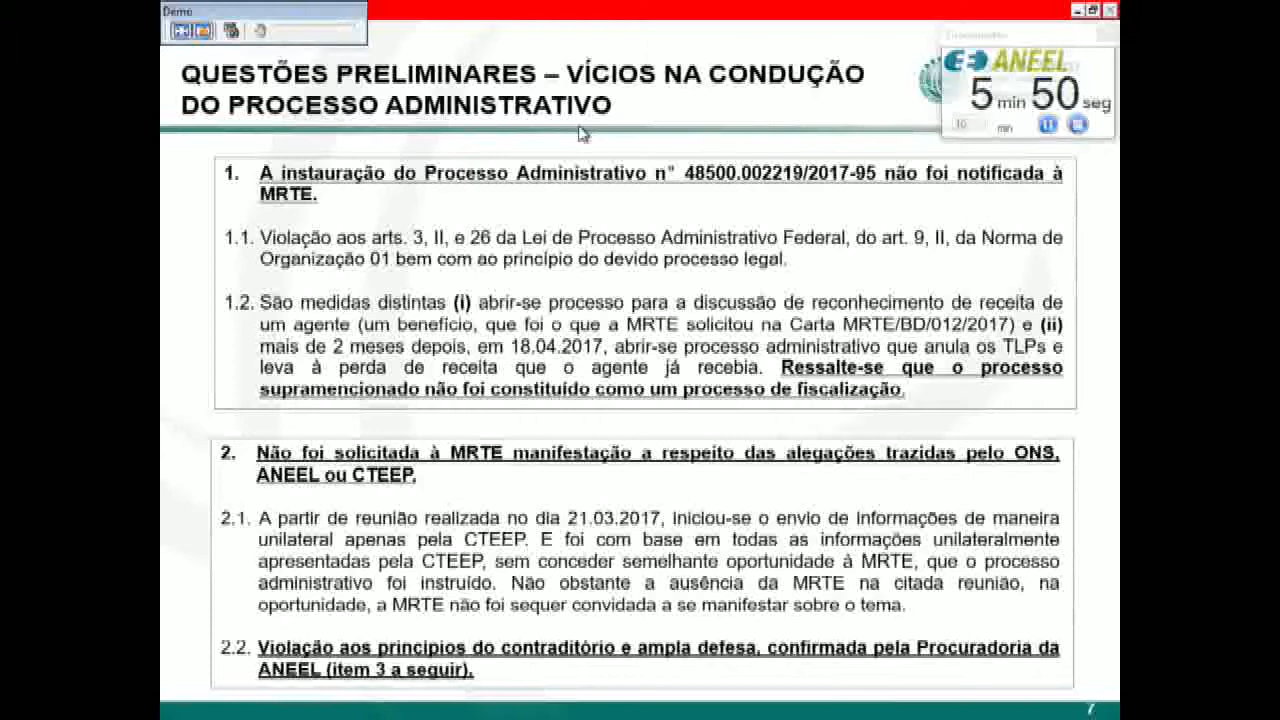 Demo
QUESTÕES PRELIMINARES – VÍCIOS NA CONDUÇÃO
DO PROCESSO ADMINISTRATIVO
ANEEL
5 min 50 seg
10 min
1. A instauração do Processo Administrativo n° 48500.002219/2017-95 não foi notificada à
MRTE.
1.1. Violação aos arts. 3, II, e 26 da Lei de Processo Administrativo Federal, do art. 9, II, da Norma de
Organização 01 bem com ao princípio do devido processo legal.
1.2. São medidas distintas (i) abrir-se processo para a discussão de reconhecimento de receita de
um agente (um benefício, que foi o que a MRTE solicitou na Carta MRTE/BD/012/2017) e (ii)
mais de 2 meses depois, em 18.04.2017, abrir-se processo administrativo que anula os TLPs e
leva à perda de receita que o agente já recebia. Ressalte-se que o processo
supramencionado não foi constituído como um processo de fiscalização.
2. Não foi solicitada à MRTE manifestação a respeito das alegações trazidas pelo ONS,
ANEEL ou CTEEP.
2.1. A partir de reunião realizada no dia 21.03.2017, iniciou-se o envio de informações de maneira
unilateral apenas pela CTEEP. E foi com base em todas as informações unilateralmente
apresentadas pela CTEEP, sem conceder semelhante oportunidade à MRTE, que o processo
administrativo foi instruído. Não obstante a ausência da MRTE na citada reunião, na
oportunidade, a MRTE não foi sequer convidada a se manifestar sobre o tema.
2.2. Violação aos princípios do contraditório e ampla defesa, confirmada pela Procuradoria da
ANEEL (item 3 a seguir).
7